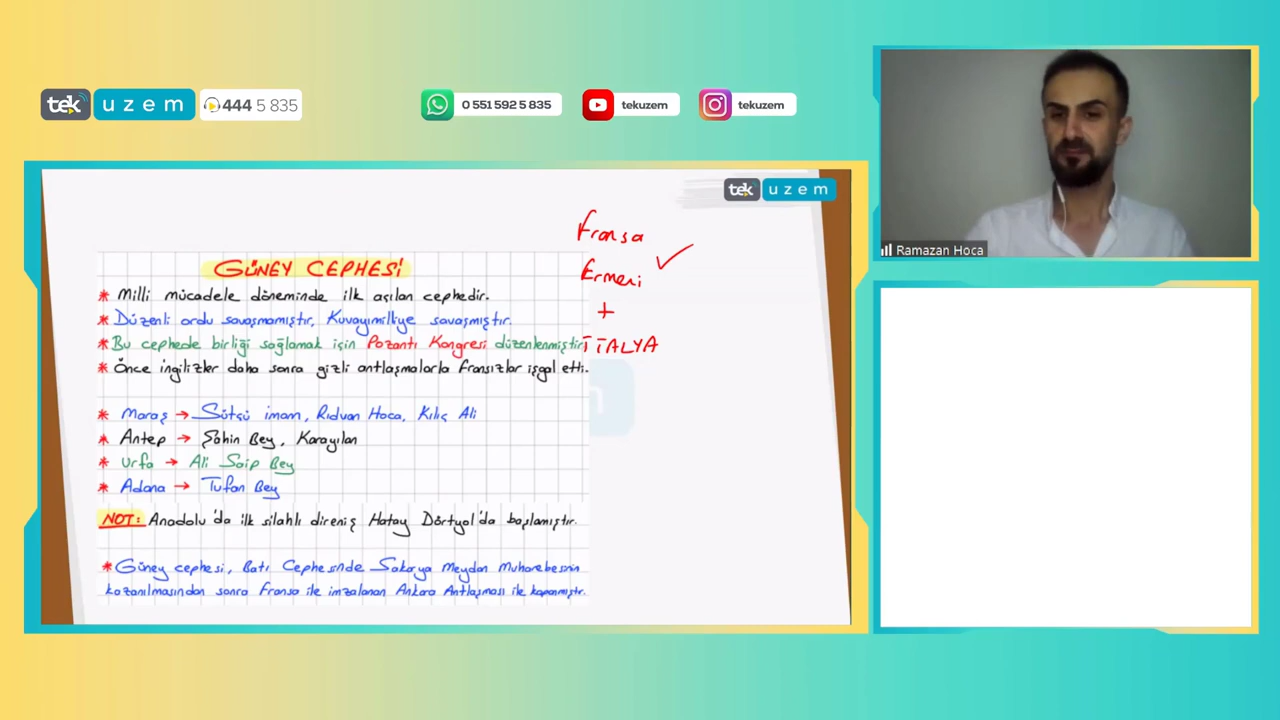 tek uzem 444 5 835
0 551 592 5 835
tekuzem
tekuzem
tek uzem
Fransa
Ermeni
+
İTALYA
GÜNEY CEPHESİ
* Milli mücadele döneminde ilk açılan cephedir.
* Düzenli ordu savaşmamıştır, Kuvayımilliye savaşmıştır.
* Bu cephede birliği sağlamak için Pozantı Kongresi düzenlenmiştir.
* Önce ingilizler daha sonra gizli antlaşmalarla Fransızlar işgal etti.
* Maraş → Sütçü imam, Rıdvan Hoca, Kılıç Ali
* Antep → Şahin Bey, Karayılan
* Urfa → Ali Saip Bey
* Adana → Tufan Bey
NOT: Anadolu'da ilk silahlı direniş Hatay Dörtyol'da başlamıştır.
* Güney cephesi, Batı Cephesinde Sakarya Meydan Muharebesinin
kazanılmasından sonra Fransa ile imzalanan Ankara Antlaşması ile kapanmıştır.
Ramazan Hoca